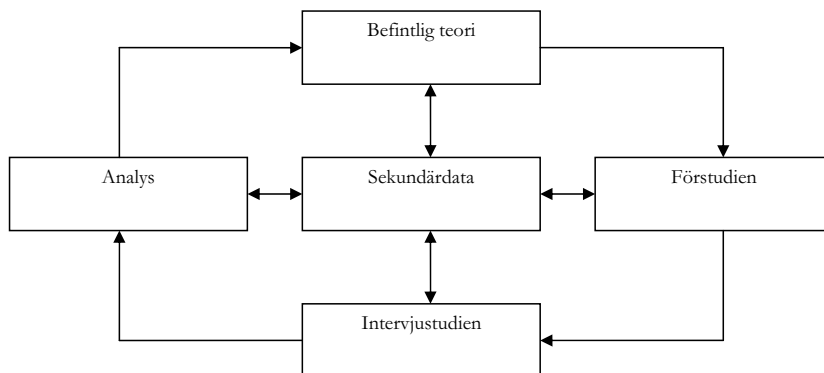 Befintlig teori
Analys
Sekundärdata
Förstudien
Intervjustudien